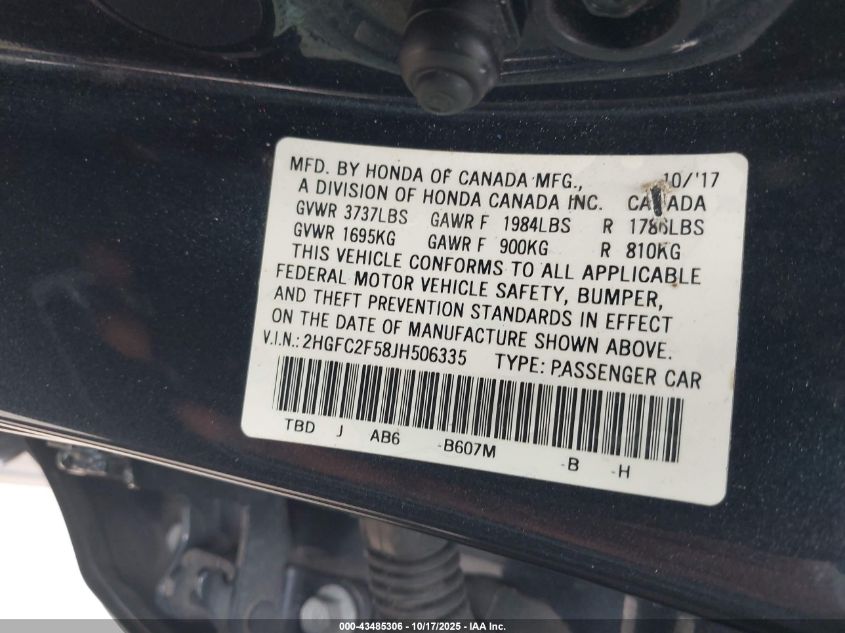 MFD. BY HONDA OF CANADA MFG., 10/'17
A DIVISION OF HONDA CANADA INC. CANADA
GVWR 3737LBS GAWR F 1984LBS R 1786LBS
GVWR 1695KG GAWR F 900KG R 810KG
THIS VEHICLE CONFORMS TO ALL APPLICABLE
FEDERAL MOTOR VEHICLE SAFETY, BUMPER,
AND THEFT PREVENTION STANDARDS IN EFFECT
ON THE DATE OF MANUFACTURE SHOWN ABOVE.
V.I.N.: 2HGFC2F58JH506335 TYPE: PASSENGER CAR
TBD J AB6 -B607M -B -H
000-43485306 - 10/17/2025 - IAA Inc.